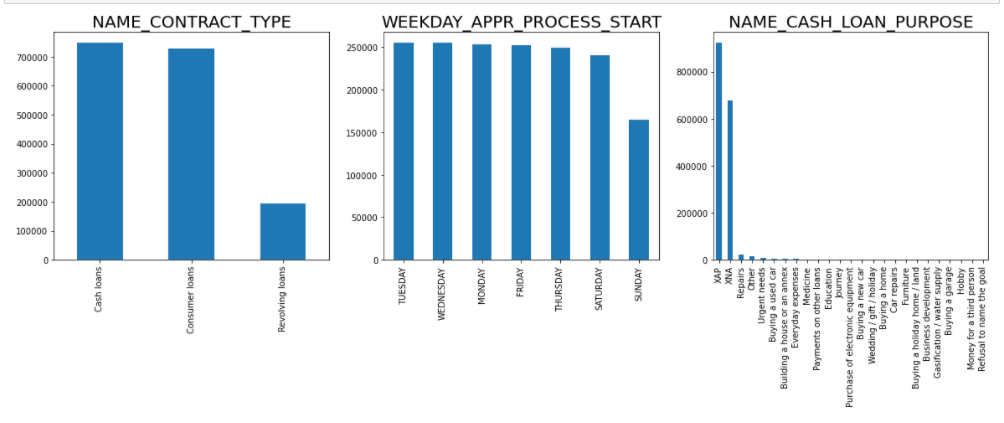 NAME_CONTRACT_TYPE
700000
600000
500000
400000
300000
200000
100000
0
Cash loans
Consumer loans
Revolving loans
WEEKDAY_APPR_PROCESS_START
250000
200000
150000
100000
50000
0
TUESDAY
WEDNESDAY
MONDAY
FRIDAY
THURSDAY
SATURDAY
SUNDAY
NAME_CASH_LOAN_PURPOSE
800000
600000
400000
200000
0
XAP
XNA
Repairs
Other
Urgent needs
Buying a used car
Building a house or an annex
Everyday expenses
Medicine
Payments on other loans
Education
Journey
Purchase of electronic equipment
Buying a new car
Wedding / gift / holiday
Buying a home
Car repairs
Furniture
Buying a holiday home / land
Business development
Gasification / water supply
Buying a garage
Hobby
Money for a third person
Refusal to name the goal